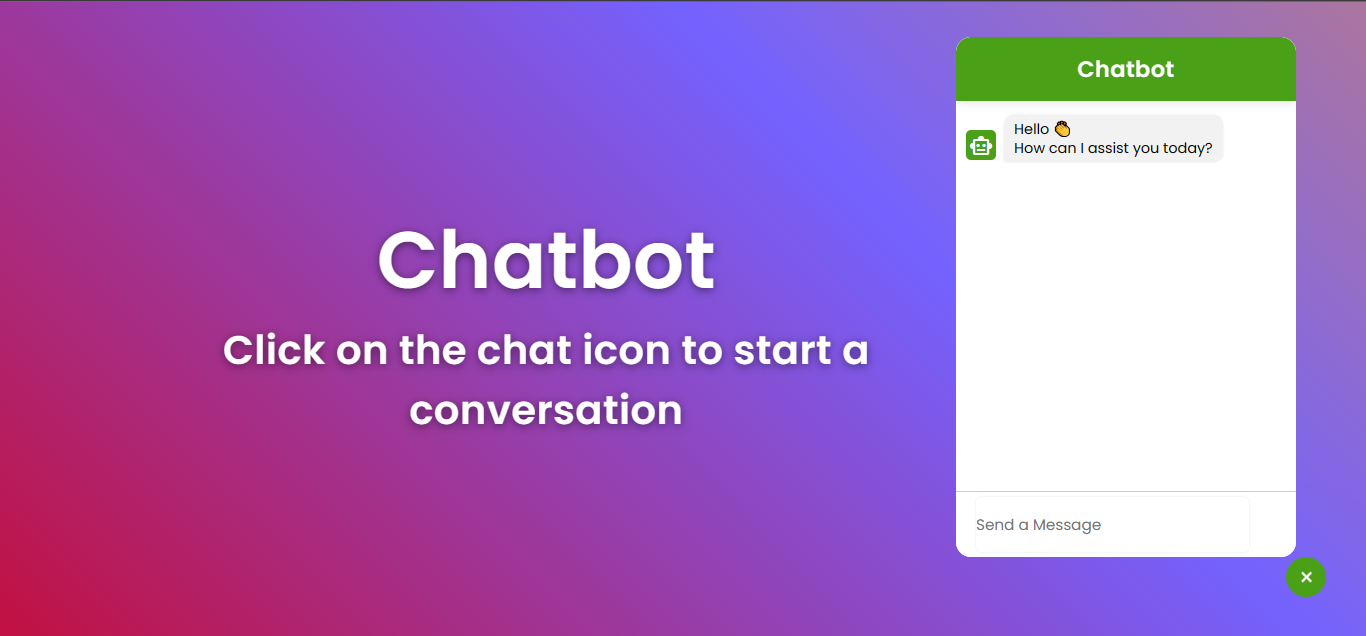 Chatbot
Click on the chat icon to start a
conversation
Chatbot
Hello 👏
How can I assist you today?
Send a Message